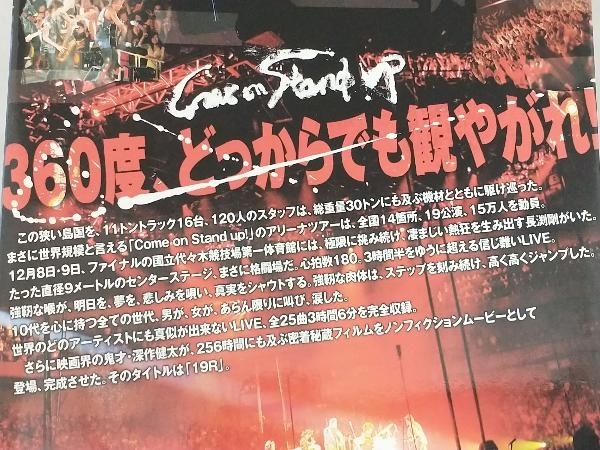 Come on Stand up!
360度、どっからでも観やがれ!
この狭い島国を、11トントラック16台、120人のスタッフは、総重量30トンにも及ぶ機材とともに駆け巡った。
まさに世界規模と言える「Come on Stand up!」のアリーナツアーは、全国14箇所、19公演、15万人を動員。
12月8日・9日、ファイナルの国立代々木競技場第一体育館には、極限に挑み続け、凄まじい熱狂を生み出す長渕剛がいた。
たった直径9メートルのセンターステージ、まさに格闘場だ。心拍数180。3時間半をゆうに超える信じ難いLIVE。
強靭な喉が、明日を、夢を、悲しみを唄い、真実をシャウトする。強靭な肉体は、ステップを刻み続け、高く高くジャンプした。
10代を心に持つ全ての世代、男が、女が、あらん限りに叫び、涙した。
世界のどのアーティストにも真似が出来ないLIVE、全25曲3時間6分を完全収録。
さらに映画界の鬼才・深作健太が、256時間にも及ぶ密着秘蔵フィルムをノンフィクションムービーとして
登場、完成させた。そのタイトルは「19R」。